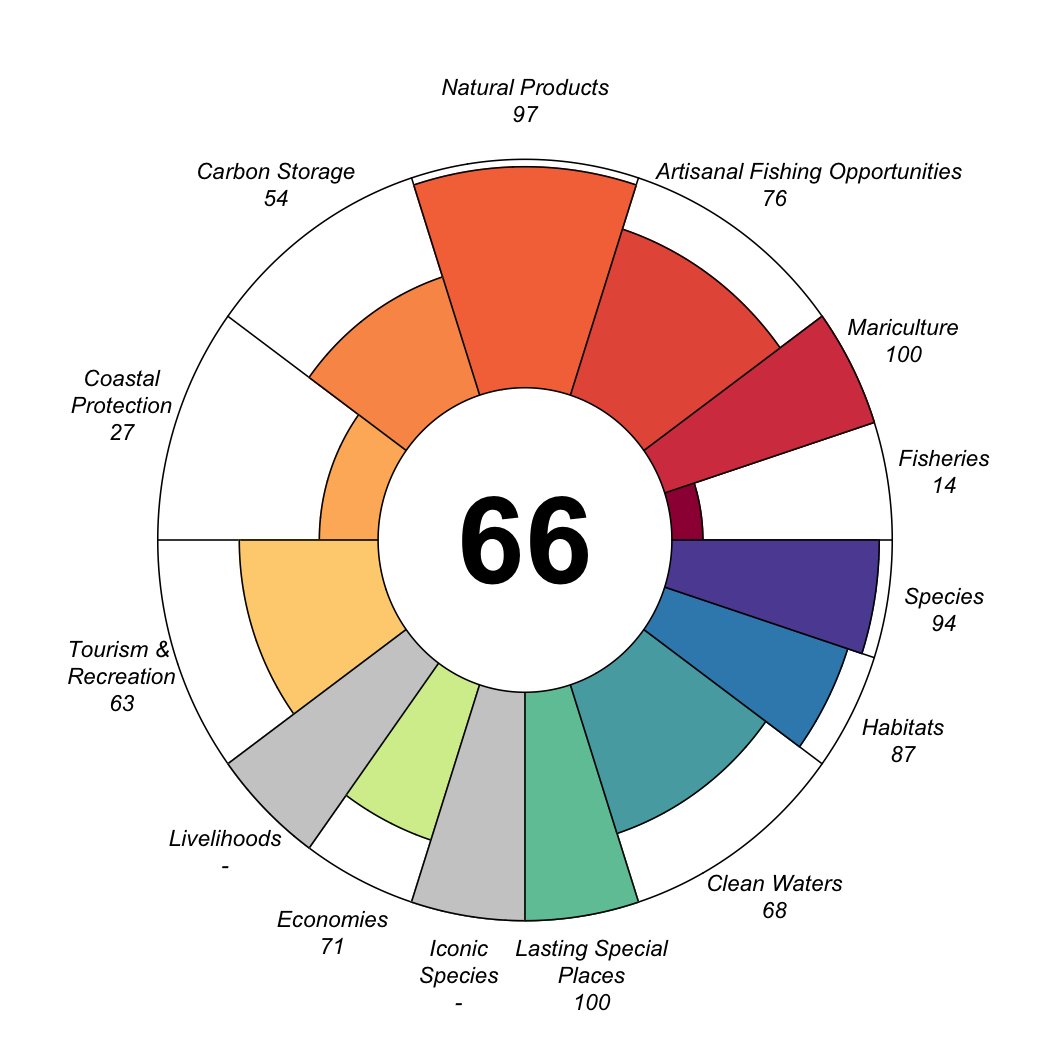 Natural Products
97
Artisanal Fishing Opportunities
76
Carbon Storage
54
Mariculture
100
Coastal
Protection
27
Fisheries
14
66
Species
94
Tourism &
Recreation
63
Habitats
87
Livelihoods
-
Clean Waters
68
Economies
71
Iconic
Species
-
Lasting Special
Places
100